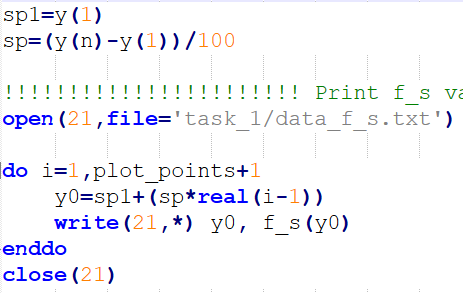 sp1=y(1)
sp=(y(n)-y(1))/100
!!!!!!!!!!!!!!!!!!!!!!! Print f_s va
open(21,file='task_1/data_f_s.txt')
do i=1,plot_points+1
y0=sp1+(sp*real(i-1))
write(21,*) y0, f_s(y0)
enddo
close(21)